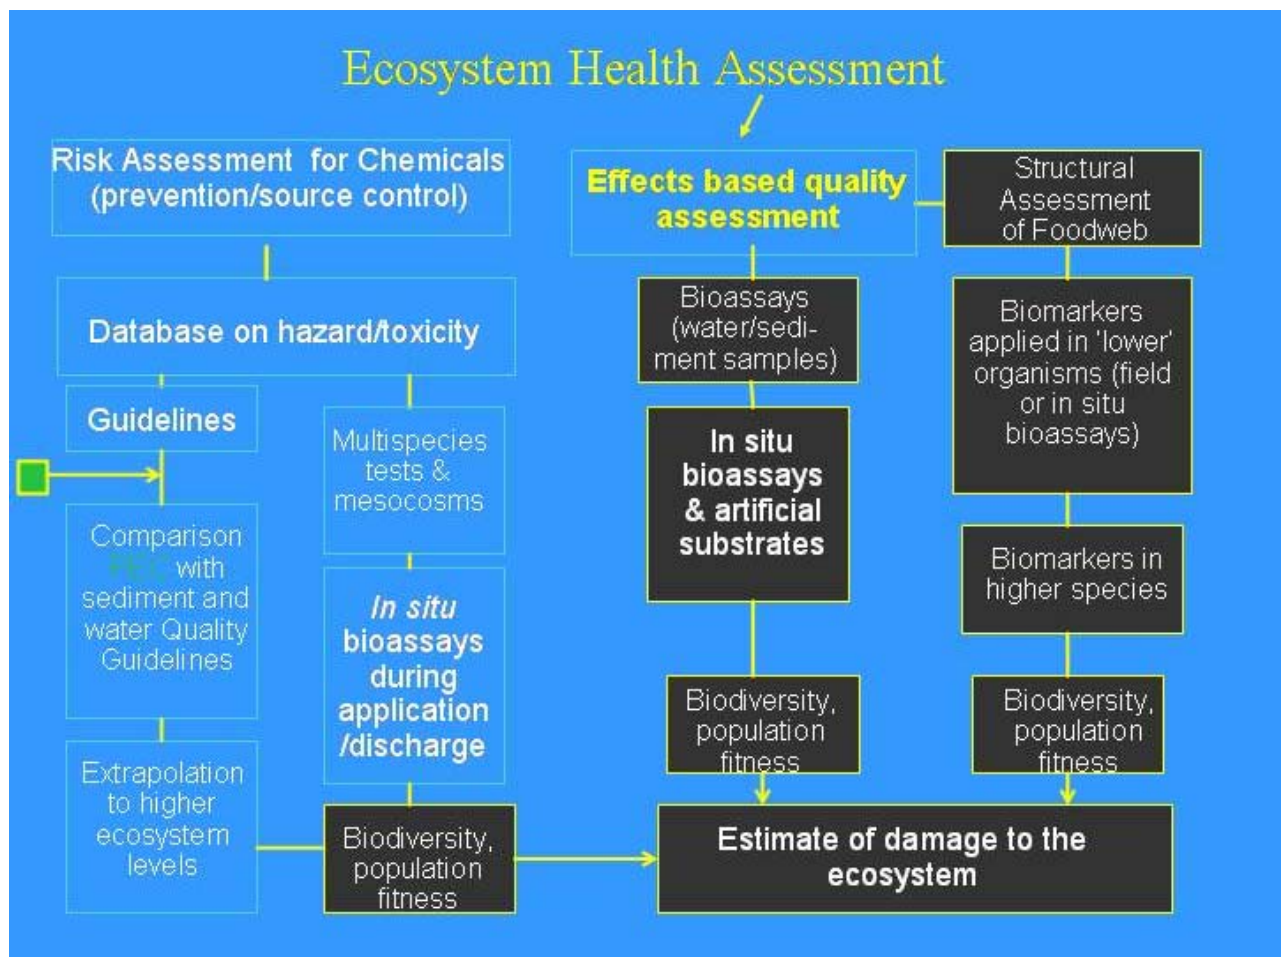 Ecosystem Health Assessment
Risk Assessment for Chemicals
(prevention/source control)
Effects based quality
assessment
Structural
Assessment
of Foodweb
Database on hazard/toxicity
Bioassays
(water/sedi-
ment samples)
Biomarkers
applied in 'lower'
organisms (field
or in situ
bioassays)
Guidelines
Multispecies
tests &
mesocosms
In situ
bioassays
& artificial
substrates
Comparison
PEC with
sediment and
water Quality
Guidelines
In situ
bioassays
during
application
/discharge
Biomarkers in
higher species
Biodiversity,
population
fitness
Biodiversity,
population
fitness
Extrapolation
to higher
ecosystem
levels
Biodiversity,
population
fitness
Estimate of damage to the
ecosystem